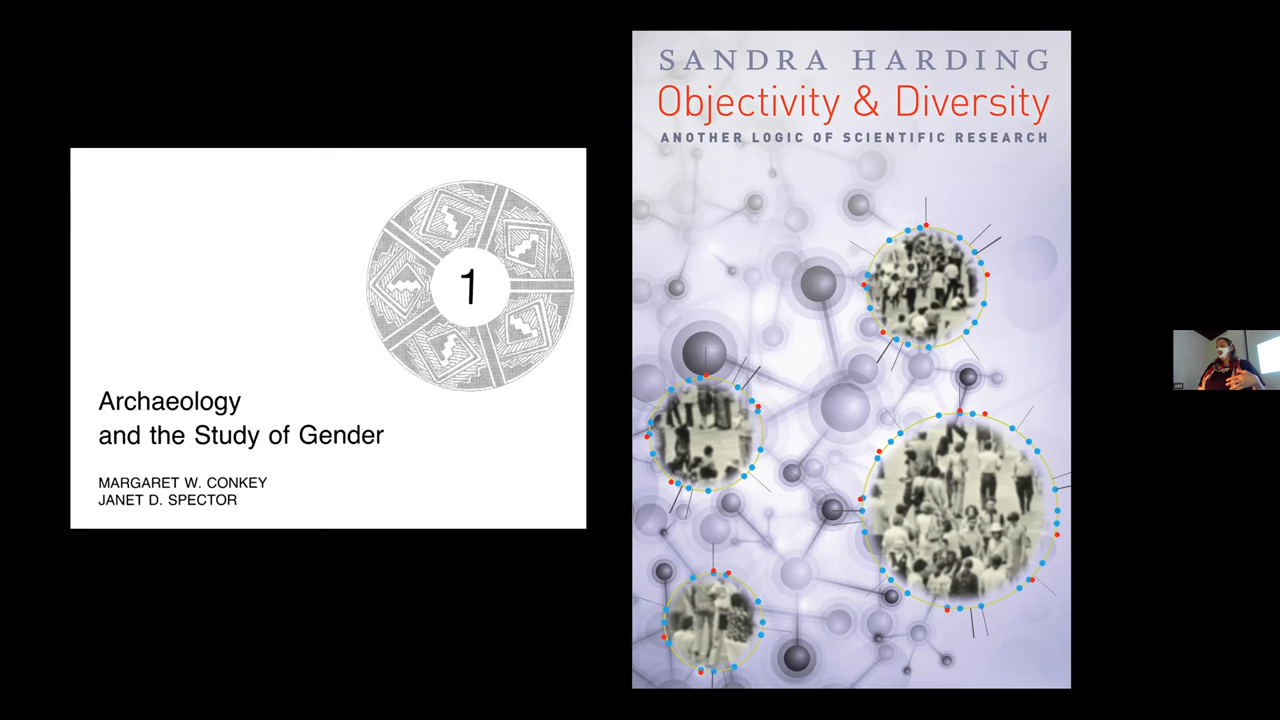 1
Archaeology
and the Study of Gender
MARGARET W. CONKEY
JANET D. SPECTOR
SANDRA HARDING
Objectivity & Diversity
ANOTHER LOGIC OF SCIENTIFIC RESEARCH